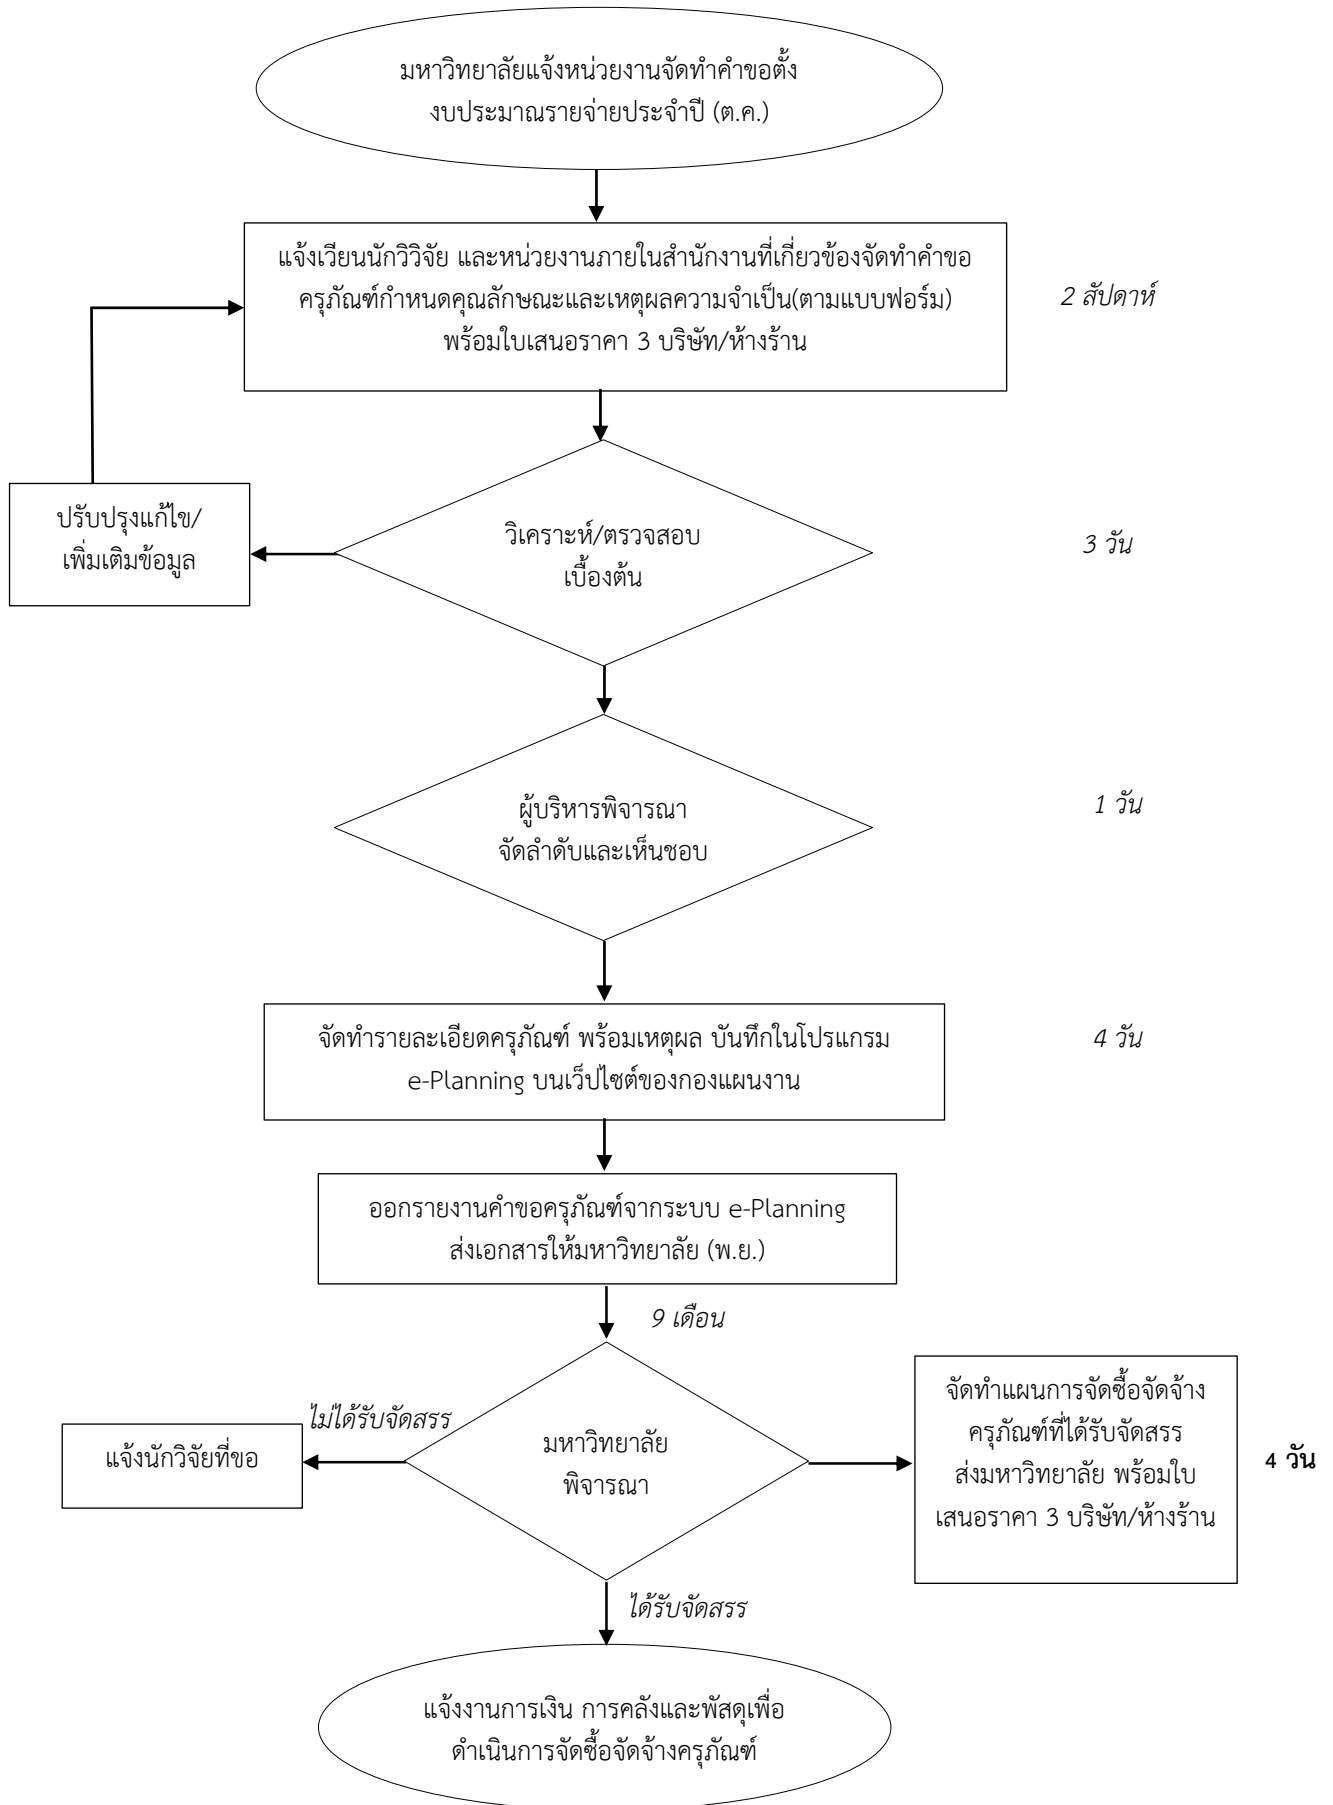 มหาวิทยาลัยแจ้งหน่วยงานจัดทำคำขอตั้ง
งบประมาณรายจ่ายประจำปี (ต.ค.)
แจ้งเวียนนักวิวิจัย และหน่วยงานภายในสำนักงานที่เกี่ยวข้องจัดทำคำขอ
ครุภัณฑ์กำหนดคุณลักษณะและเหตุผลความจำเป็น(ตามแบบฟอร์ม)
พร้อมใบเสนอราคา 3 บริษัท/ห้างร้าน
2 สัปดาห์
ปรับปรุงแก้ไข/
เพิ่มเติมข้อมูล
วิเคราะห์/ตรวจสอบ
เบื้องต้น
3 วัน
ผู้บริหารพิจารณา
จัดลำดับและเห็นชอบ
1 วัน
จัดทำรายละเอียดครุภัณฑ์ พร้อมเหตุผล บันทึกในโปรแกรม
e-Planning บนเว็ปไซต์ของกองแผนงาน
4 วัน
ออกรายงานคำขอครุภัณฑ์จากระบบ e-Planning
ส่งเอกสารให้มหาวิทยาลัย (พ.ย.)
9 เดือน
ไม่ได้รับจัดสรร
แจ้งนักวิจัยที่ขอ
มหาวิทยาลัย
พิจารณา
จัดทำแผนการจัดซื้อจัดจ้าง
ครุภัณฑ์ที่ได้รับจัดสรร
ส่งมหาวิทยาลัย พร้อมใบ
เสนอราคา 3 บริษัท/ห้างร้าน
4 วัน
ได้รับจัดสรร
แจ้งงานการเงิน การคลังและพัสดุเพื่อ
ดำเนินการจัดซื้อจัดจ้างครุภัณฑ์